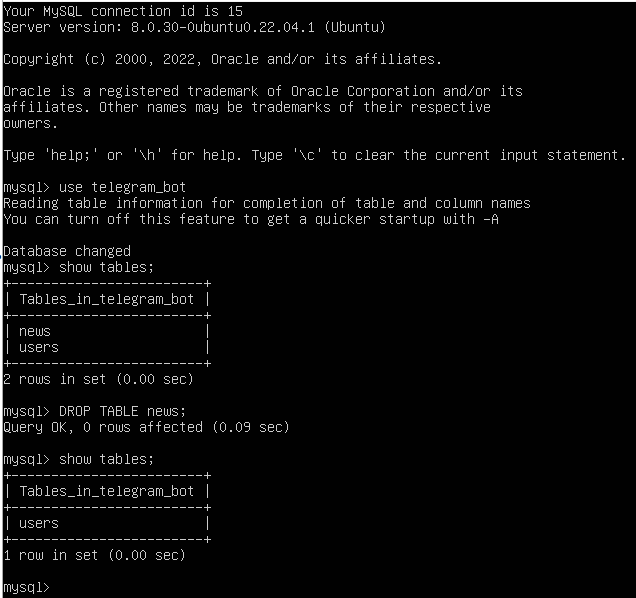 Your MySQL connection id is 15
Server version: 8.0.30-0ubuntu0.22.04.1 (Ubuntu)
Copyright (c) 2000, 2022, Oracle and/or its affiliates.
Oracle is a registered trademark of Oracle Corporation and/or its
affiliates. Other names may be trademarks of their respective
owners.
Type 'help;' or '\h' for help. Type '\c' to clear the current input statement.
mysql> use telegram_bot
Reading table information for completion of table and column names
You can turn off this feature to get a quicker startup with -A
Database changed
mysql> show tables;
+------------------------+
| Tables_in_telegram_bot |
+------------------------+
| news                   |
| users                  |
+------------------------+
2 rows in set (0.00 sec)
mysql> DROP TABLE news;
Query OK, 0 rows affected (0.09 sec)
mysql> show tables;
+------------------------+
| Tables_in_telegram_bot |
+------------------------+
| users                  |
+------------------------+
1 row in set (0.00 sec)
mysql>